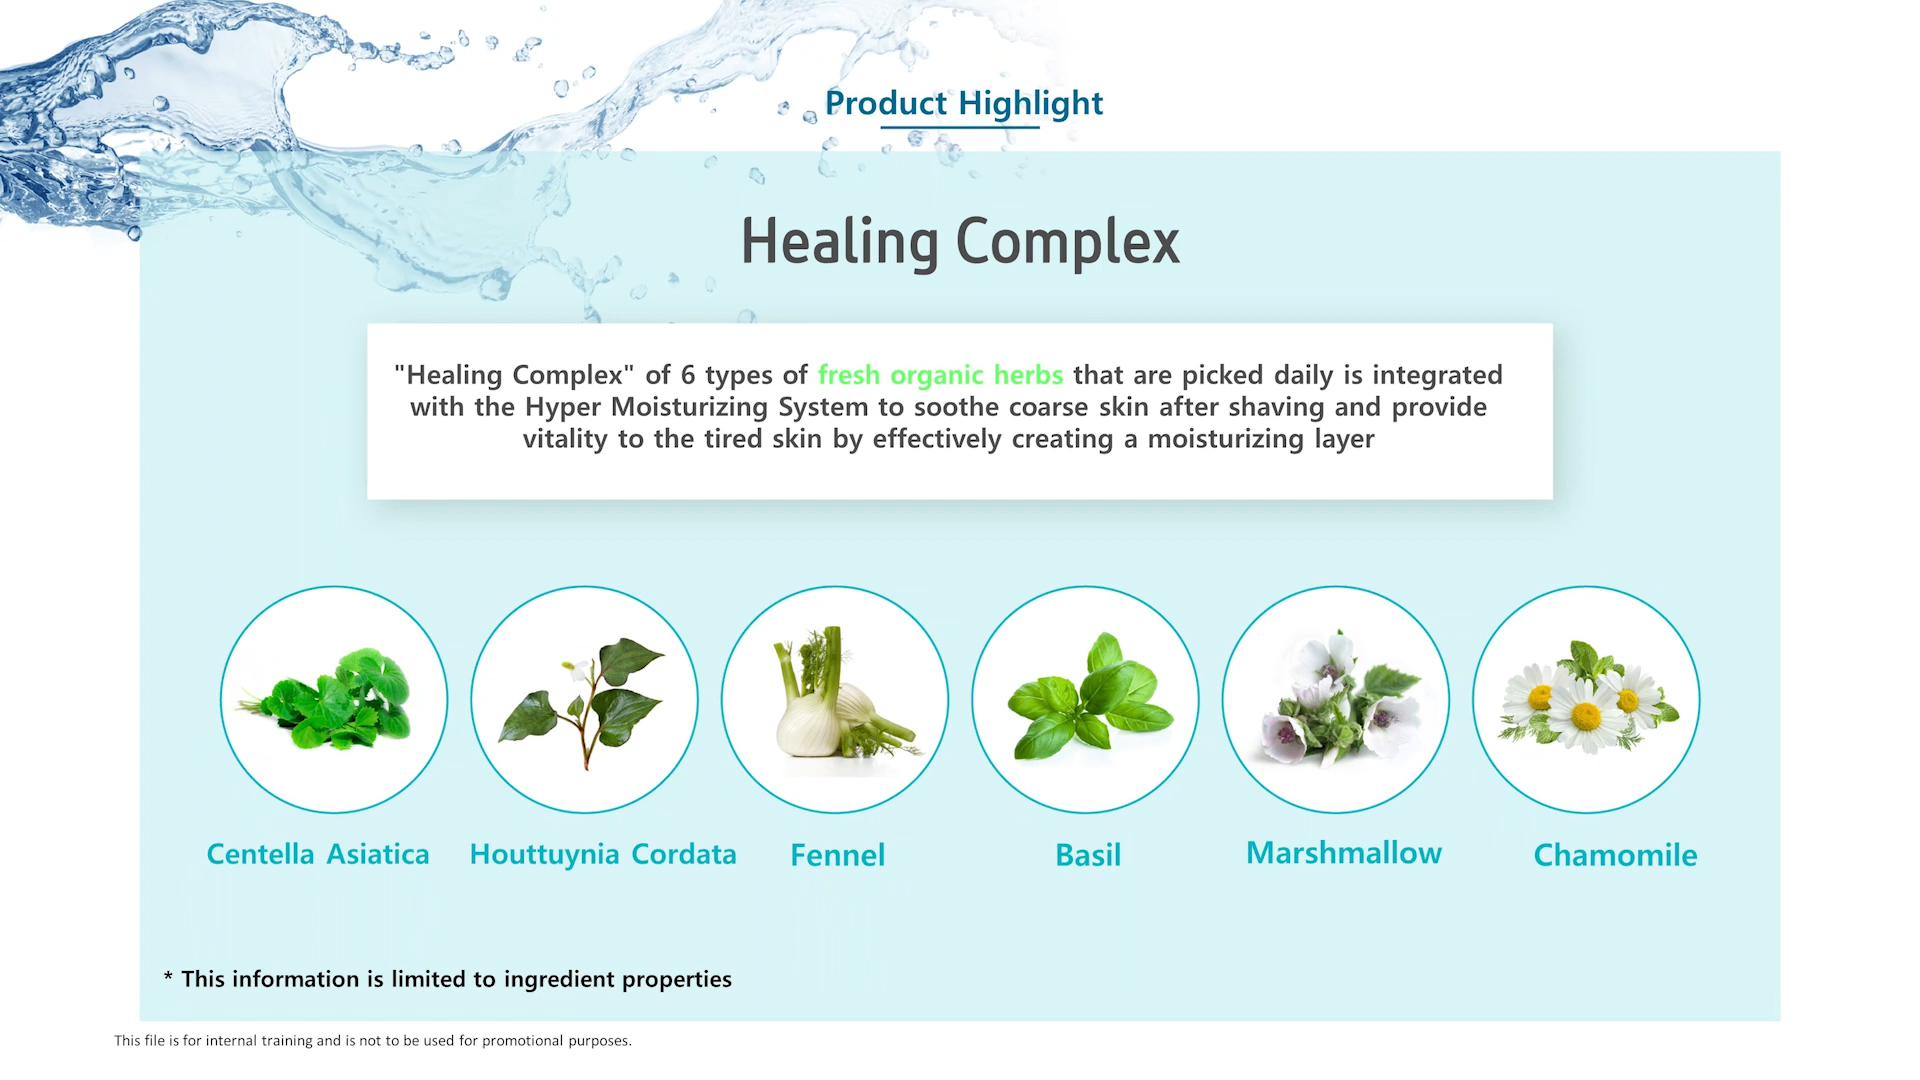 Product Highlight
Healing Complex
"Healing Complex" of 6 types of fresh organic herbs that are picked daily is integrated
with the Hyper Moisturizing System to soothe coarse skin after shaving and provide
vitality to the tired skin by effectively creating a moisturizing layer
Centella Asiatica
Houttuynia Cordata
Fennel
Basil
Marshmallow
Chamomile
* This information is limited to ingredient properties
This file is for internal training and is not to be used for promotional purposes.